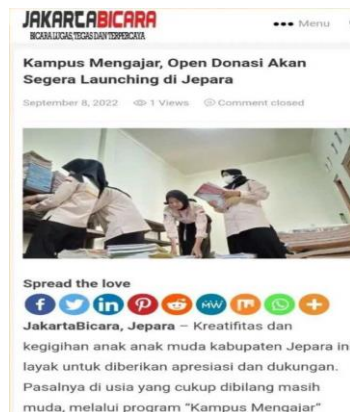 JAKARTABICARA
BICARA LUGAS, TEGAS DAN TERPERCAYA
••• Menu
Kampus Mengajar, Open Donasi Akan
Segera Launching di Jepara
September 8, 2022 1 Views Comment closed
Spread the love
JakartaBicara, Jepara – Kreatifitas dan
kegigihan anak anak muda kabupaten Jepara in
layak untuk diberikan apresiasi dan dukungan.
Pasalnya di usia yang cukup dibilang masih
muda, melalui program "Kampus Mengajar"